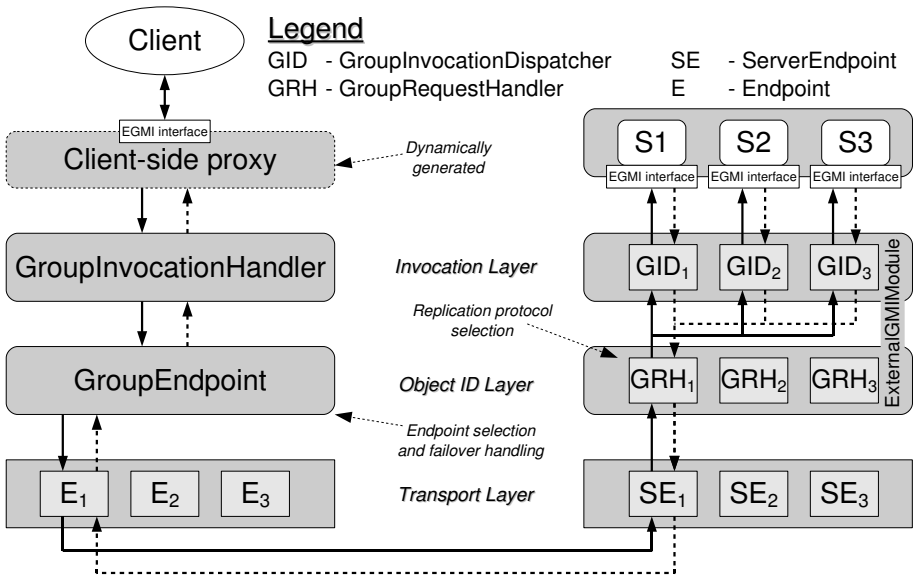 Client
Legend
GID - GroupInvocationDispatcher
GRH - GroupRequestHandler
SE - ServerEndpoint
E - Endpoint
EGMI interface
Client-side proxy
Dynamically
generated
S1 S2 S3
EGMI interface EGMI interface EGMI interface
GroupInvocationHandler
Invocation Layer
GID1 GID2 GID3
ExternalGMIModule
Replication protocol
selection
GroupEndpoint
Object ID Layer
GRH1 GRH2 GRH3
Endpoint selection
and failover handling
E1 E2 E3
Transport Layer
SE1 SE2 SE3